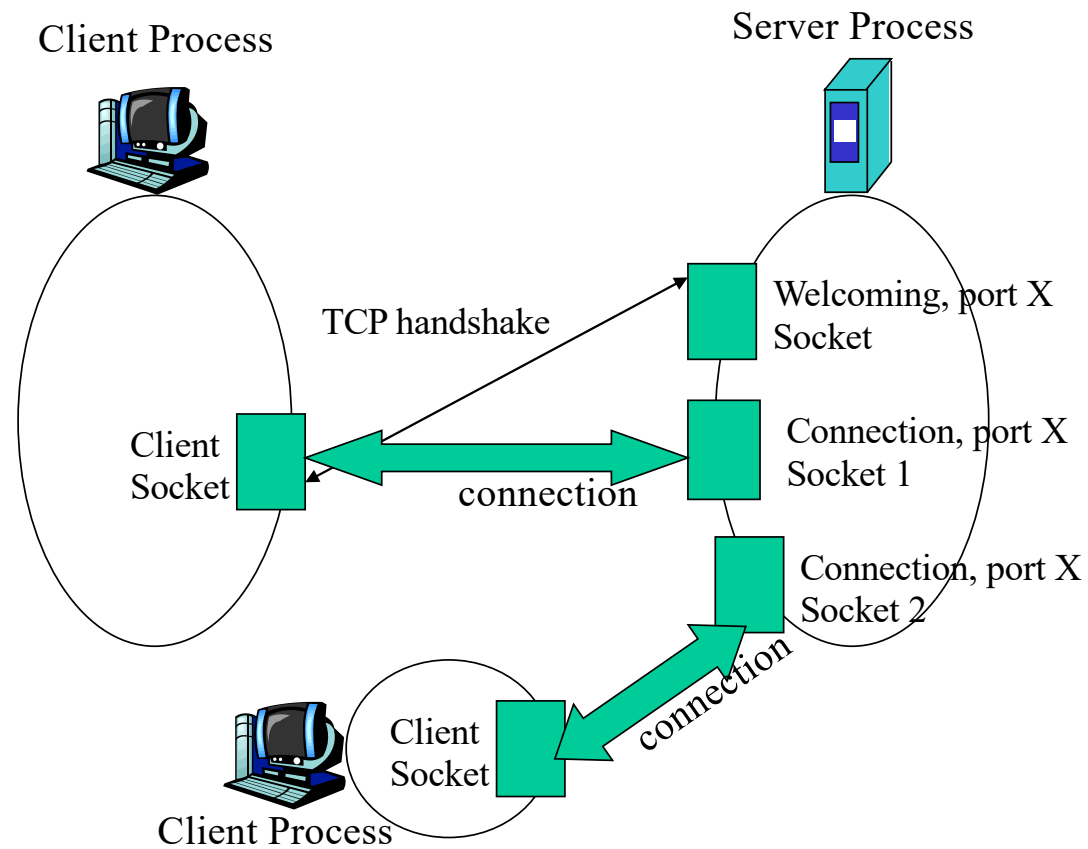 Client Process
Server Process
TCP handshake
Welcoming, port X
Socket
Client
Socket
connection
Connection, port X
Socket 1
Connection, port X
Socket 2
connection
Client
Socket
Client Process